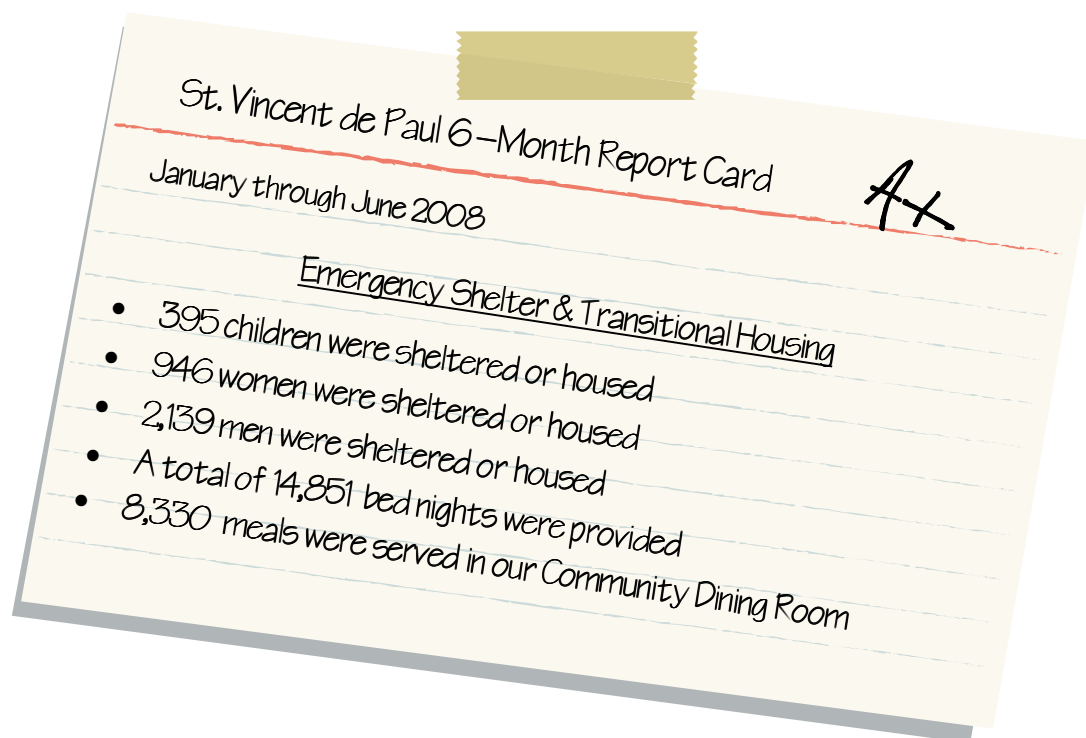 St. Vincent de Paul 6-Month Report Card
A+
January through June 2008
Emergency Shelter & Transitional Housing
• 395 children were sheltered or housed
• 946 women were sheltered or housed
• 2,139 men were sheltered or housed
• A total of 14,851 bed nights were provided
• 8,330 meals were served in our Community Dining Room